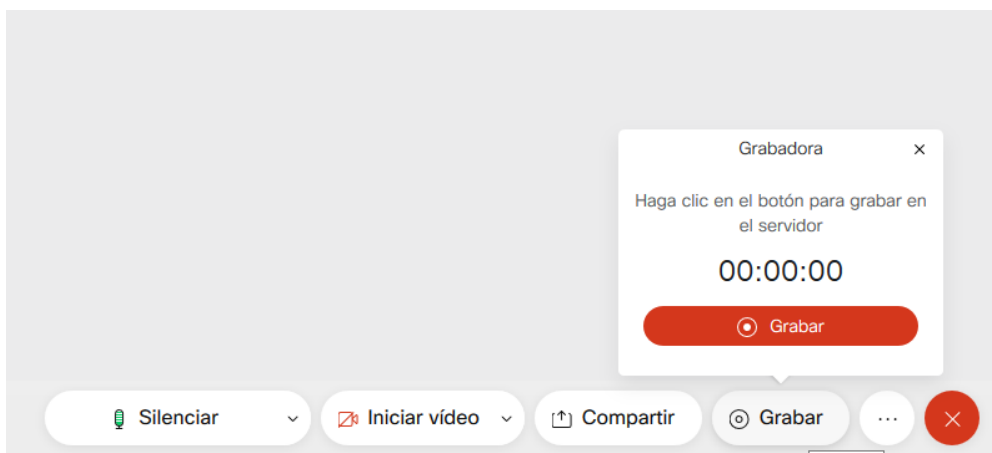 Grabadora
Haga clic en el botón para grabar en
el servidor
00:00:00
Grabar
Silenciar
Iniciar vídeo
Compartir
Grabar